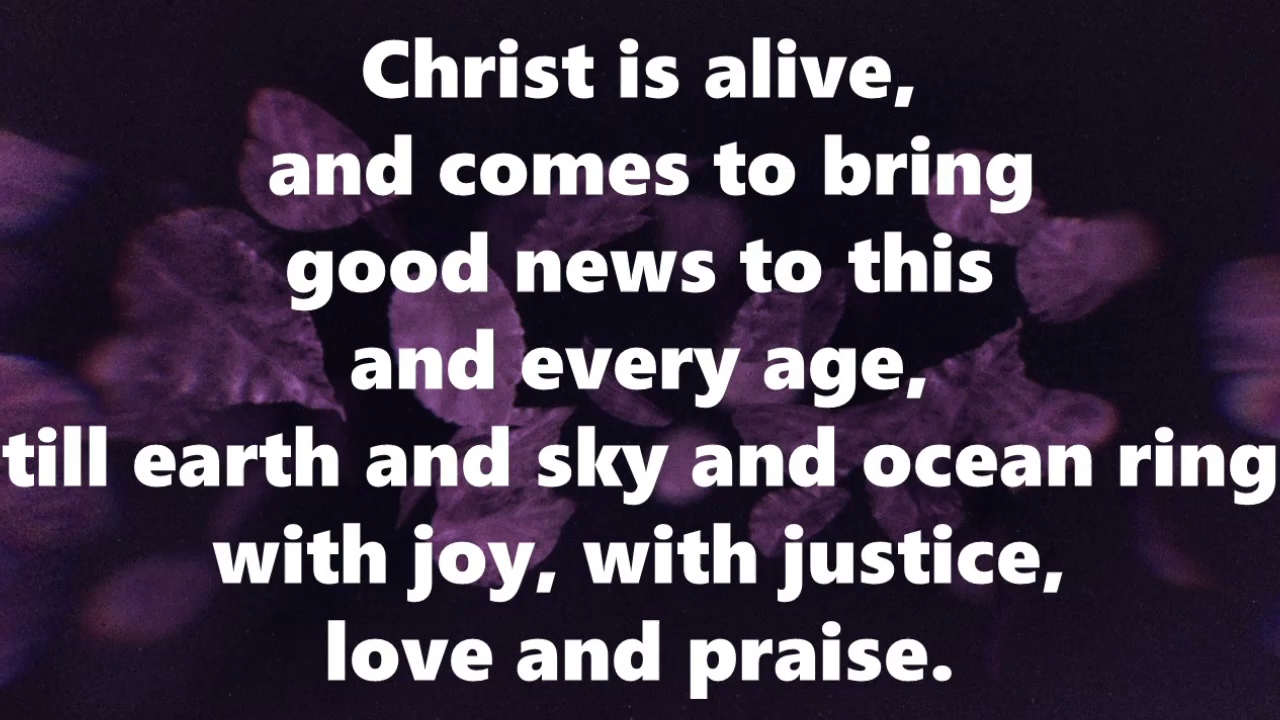 Christ is alive,
and comes to bring
good news to this
and every age,
till earth and sky and ocean ring
with joy, with justice,
love and praise.